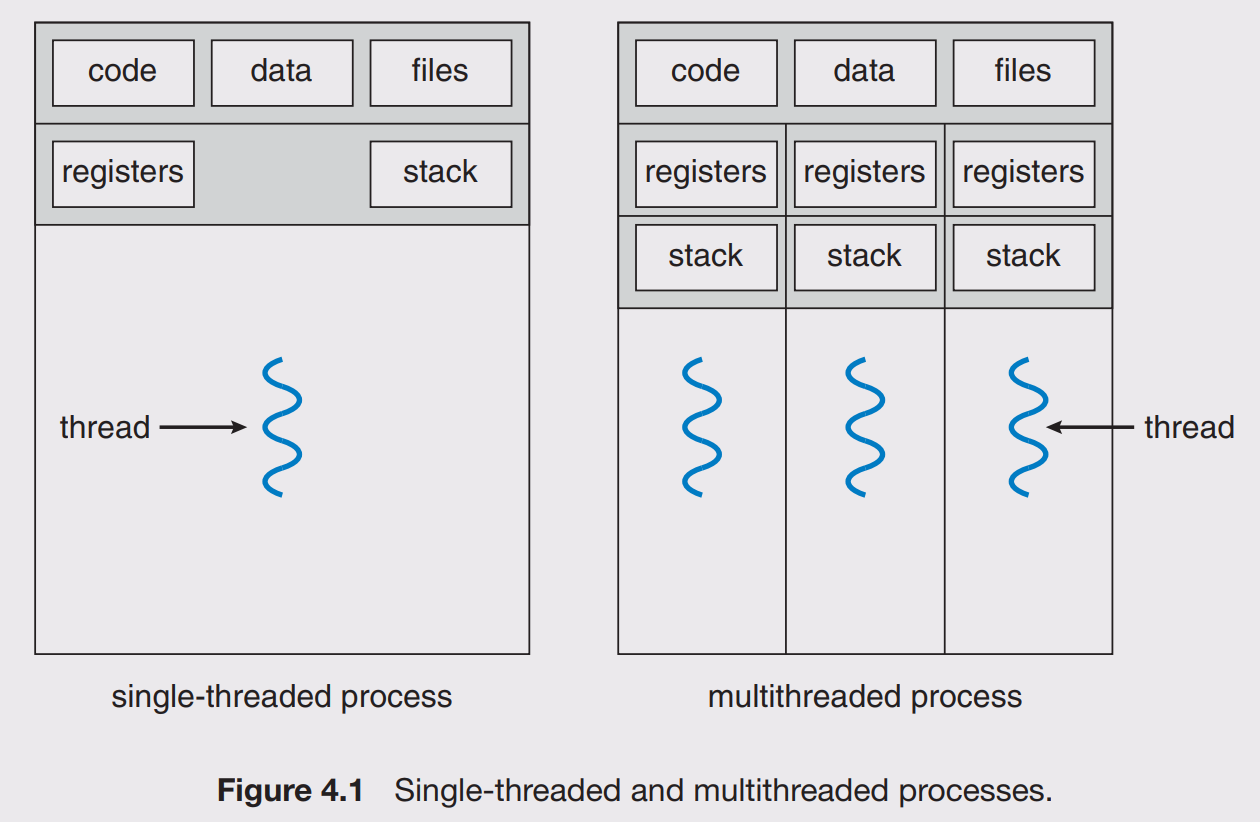 code data files
registers stack
thread
single-threaded process
code data files
registers registers registers
stack stack stack
thread
multithreaded process
Figure 4.1 Single-threaded and multithreaded processes.